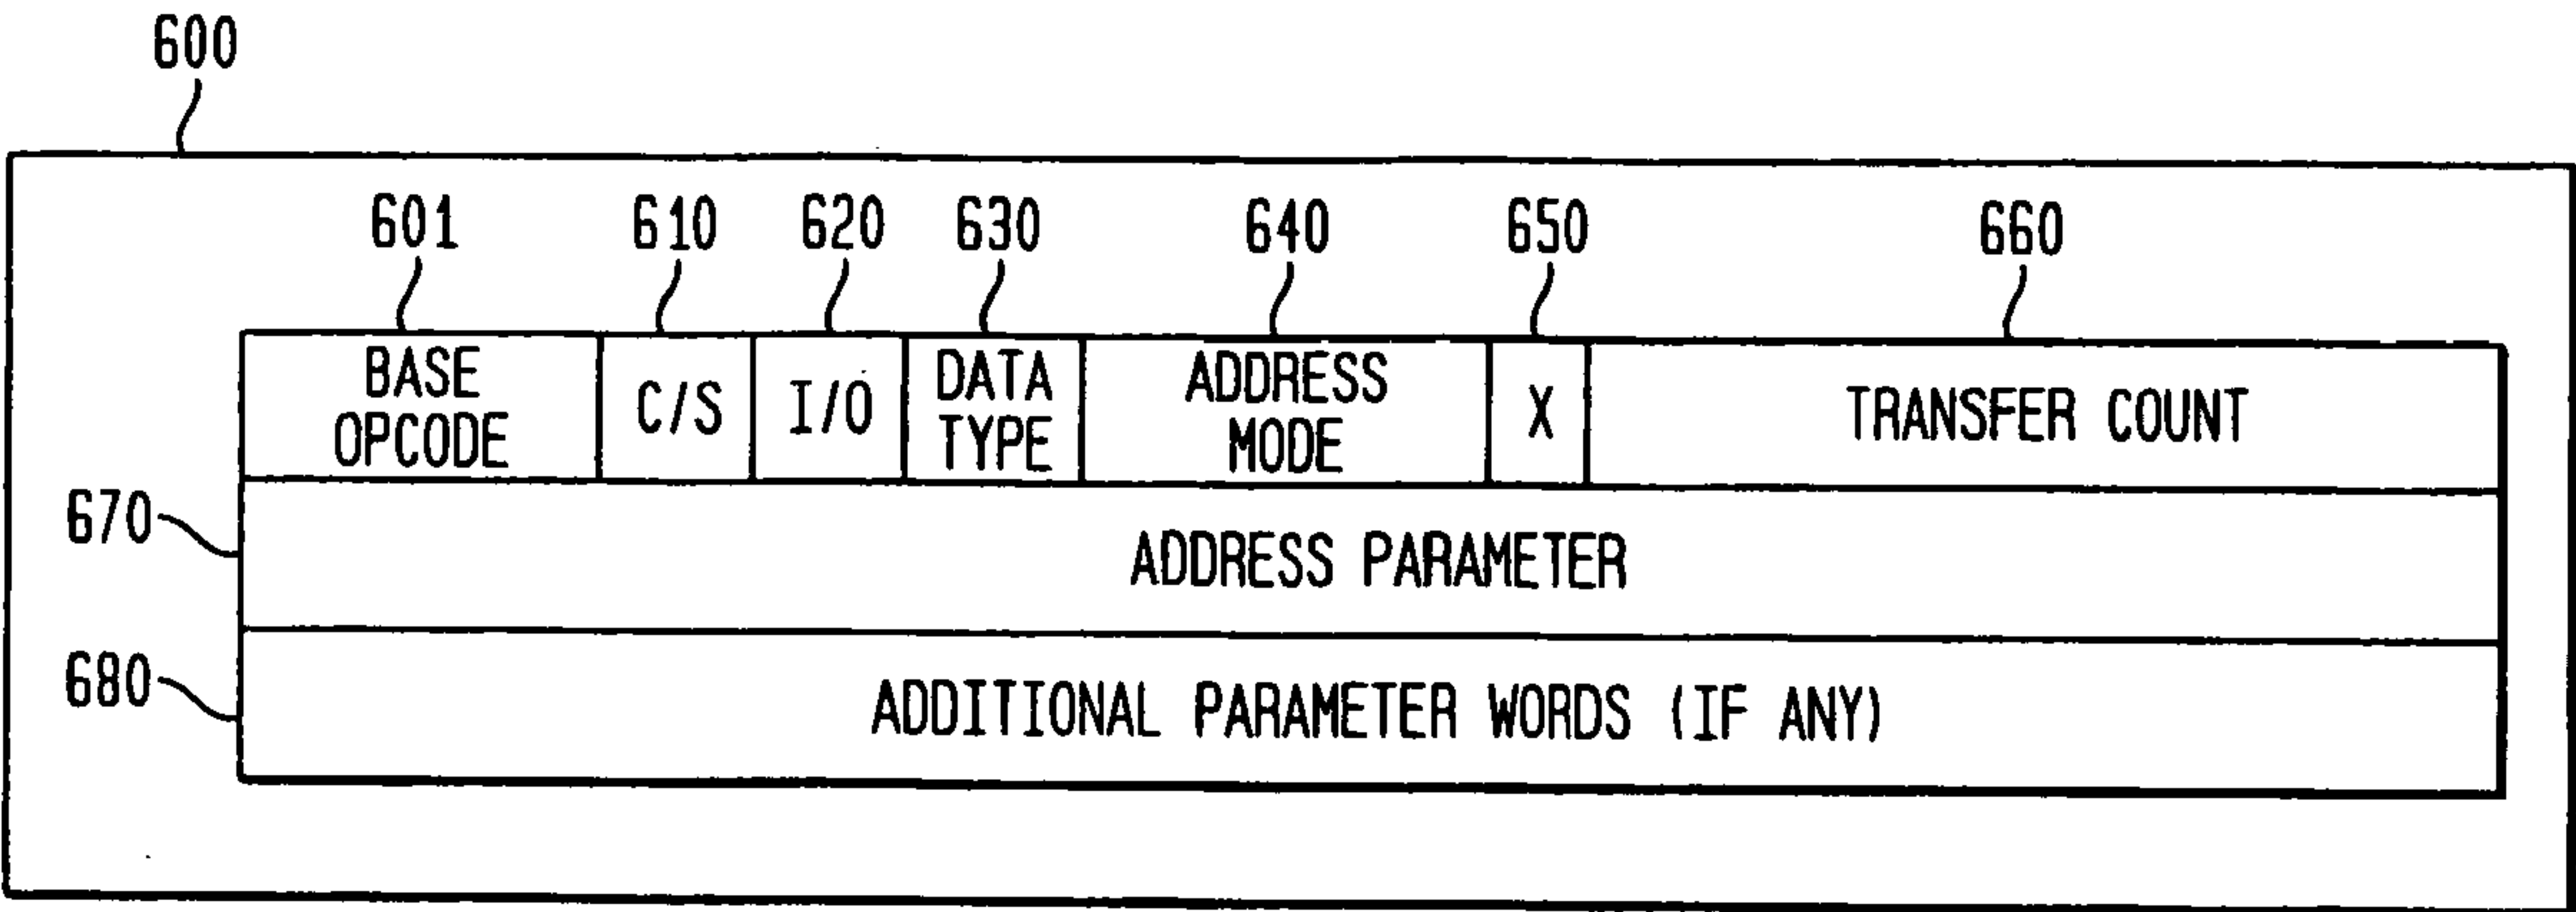 600
601 610 620 630 640 650 660
BASE OPCODE C/S I/O DATA TYPE ADDRESS MODE X TRANSFER COUNT
670 ADDRESS PARAMETER
680 ADDITIONAL PARAMETER WORDS (IF ANY)